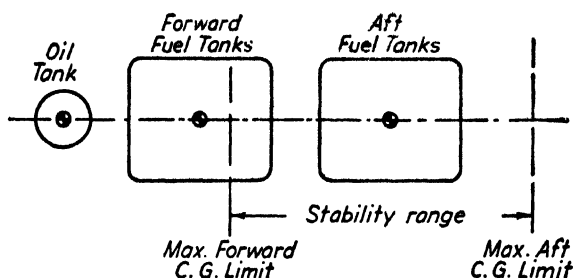 Oil
Tank
Forward
Fuel Tanks
Aft
Fuel Tanks
Stability range
Max. Forward
C. G. Limit
Max. Aft
C. G. Limit